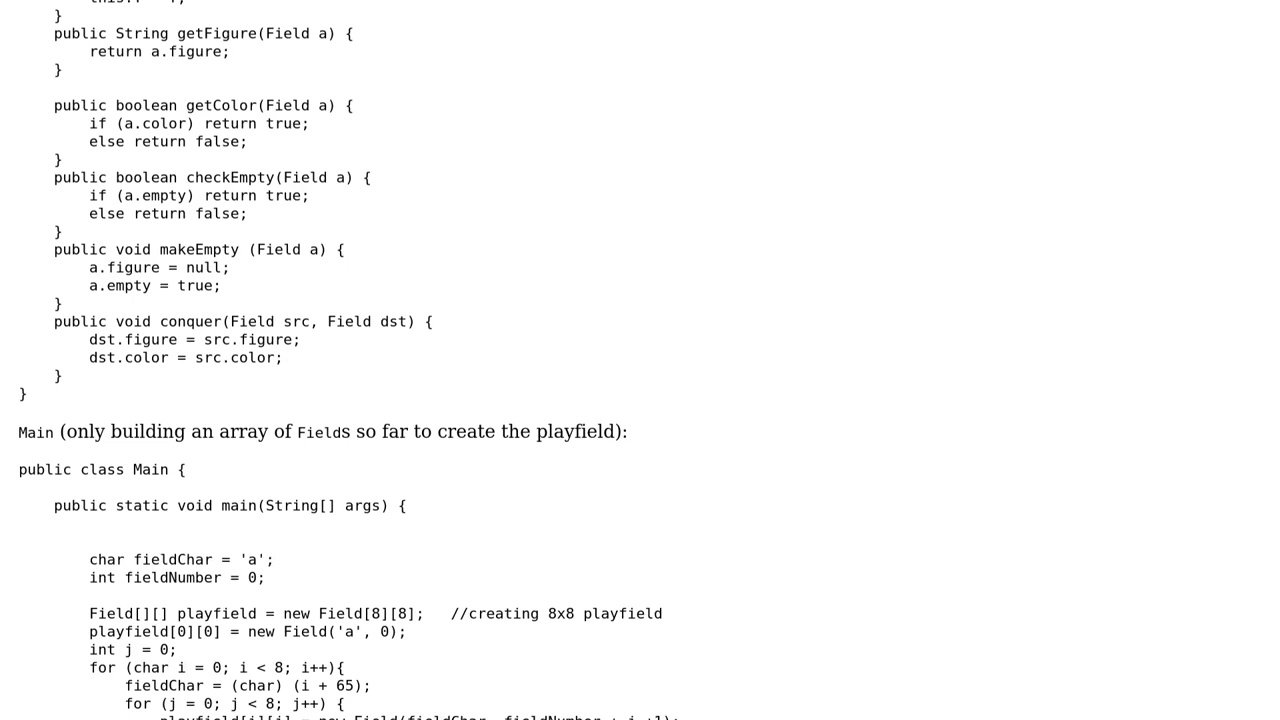 }
    public String getFigure(Field a) {
        return a.figure;
    }

    public boolean getColor(Field a) {
        if (a.color) return true;
        else return false;
    }
    public boolean checkEmpty(Field a) {
        if (a.empty) return true;
        else return false;
    }
    public void makeEmpty (Field a) {
        a.figure = null;
        a.empty = true;
    }
    public void conquer(Field src, Field dst) {
        dst.figure = src.figure;
        dst.color = src.color;
    }
}
Main (only building an array of Fields so far to create the playfield):
public class Main {

    public static void main(String[] args) {


        char fieldChar = 'a';
        int fieldNumber = 0;

        Field[][] playfield = new Field[8][8];   //creating 8x8 playfield
        playfield[0][0] = new Field('a', 0);
        int j = 0;
        for (char i = 0; i < 8; i++){
            fieldChar = (char) (i + 65);
            for (j = 0; j < 8; j++) {